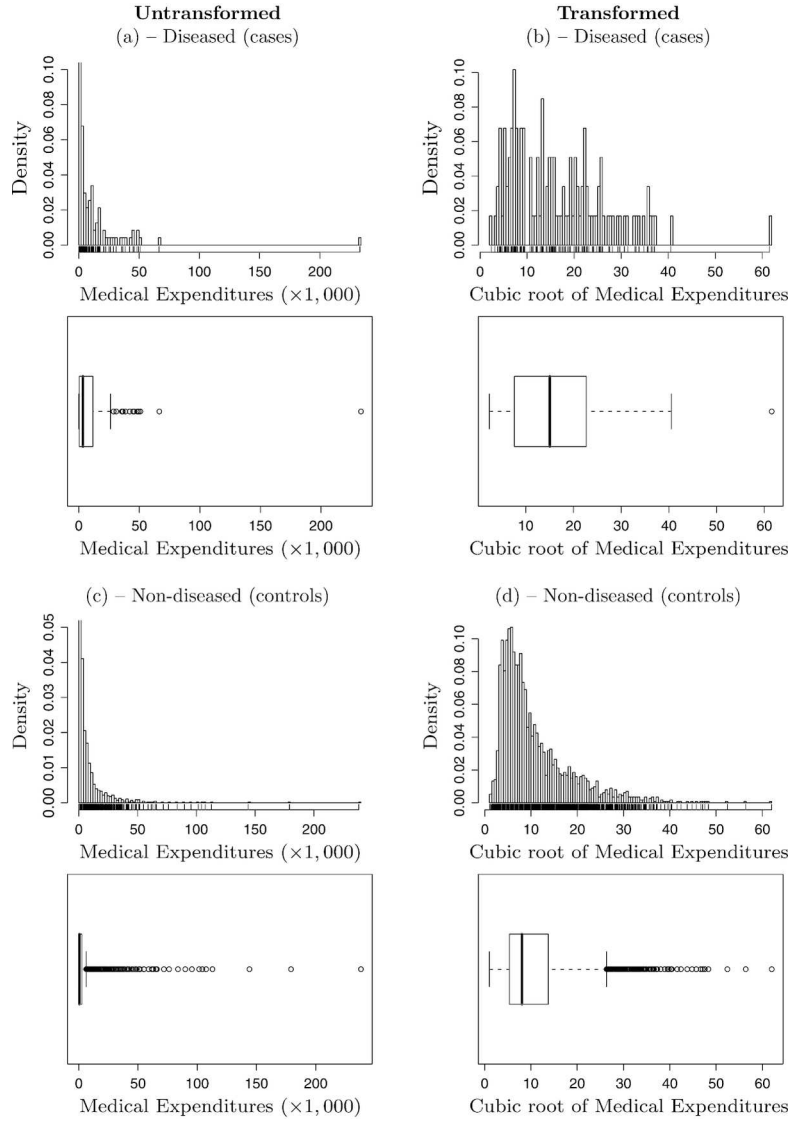 Untransformed
(a) – Diseased (cases)
Density
0.00 0.02 0.04 0.06 0.08 0.10
0 50 100 150 200
Medical Expenditures (×1,000)
Transformed
(b) – Diseased (cases)
Density
0.00 0.02 0.04 0.06 0.08 0.10
0 10 20 30 40 50 60
Cubic root of Medical Expenditures
0 50 100 150 200
Medical Expenditures (×1,000)
10 20 30 40 50 60
Cubic root of Medical Expenditures
(c) – Non-diseased (controls)
Density
0.00 0.01 0.02 0.03 0.04 0.05
0 50 100 150 200
Medical Expenditures (×1,000)
(d) – Non-diseased (controls)
Density
0.00 0.02 0.04 0.06 0.08 0.10
0 10 20 30 40 50 60
Cubic root of Medical Expenditures
0 50 100 150 200
Medical Expenditures (×1,000)
0 10 20 30 40 50 60
Cubic root of Medical Expenditures